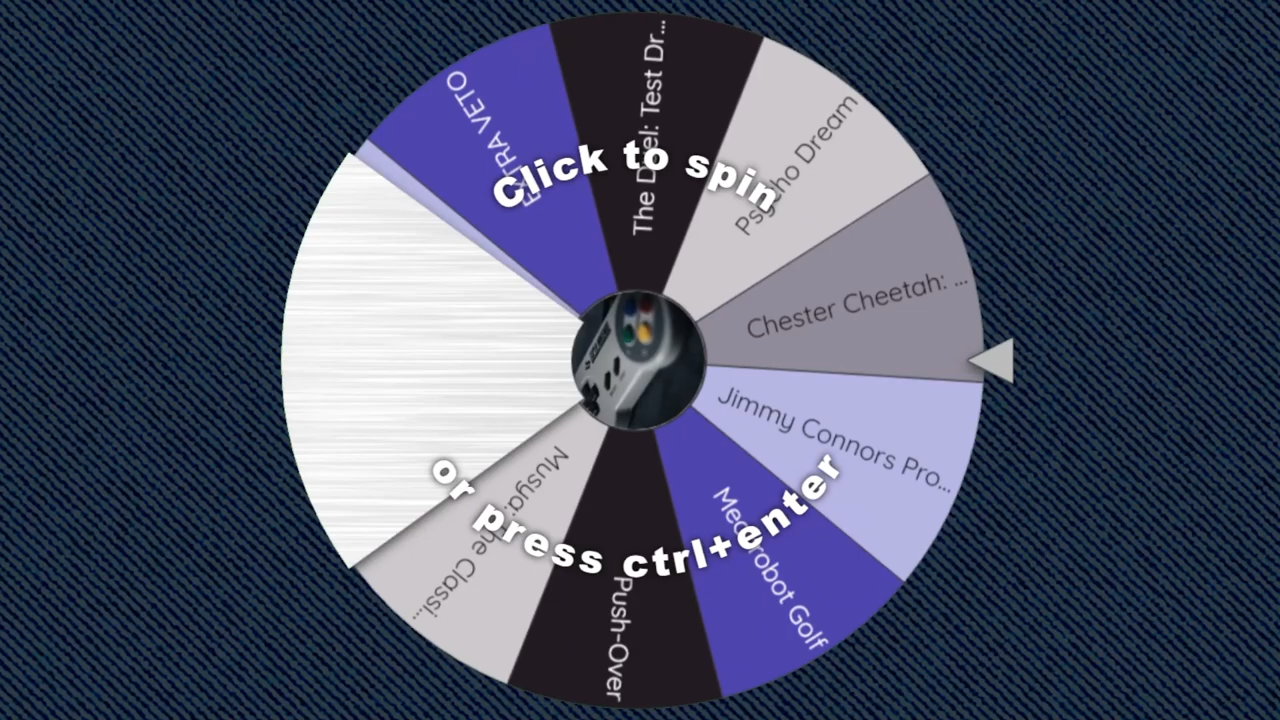 EXTRA VETO
The Duel: Test Dr...
Psycho Dream
Chester Cheetah: ...
Jimmy Connors Pro...
Mecarobot Golf
Push-Over
Musya: The Classi...
Click to spin
or press ctrl+enter